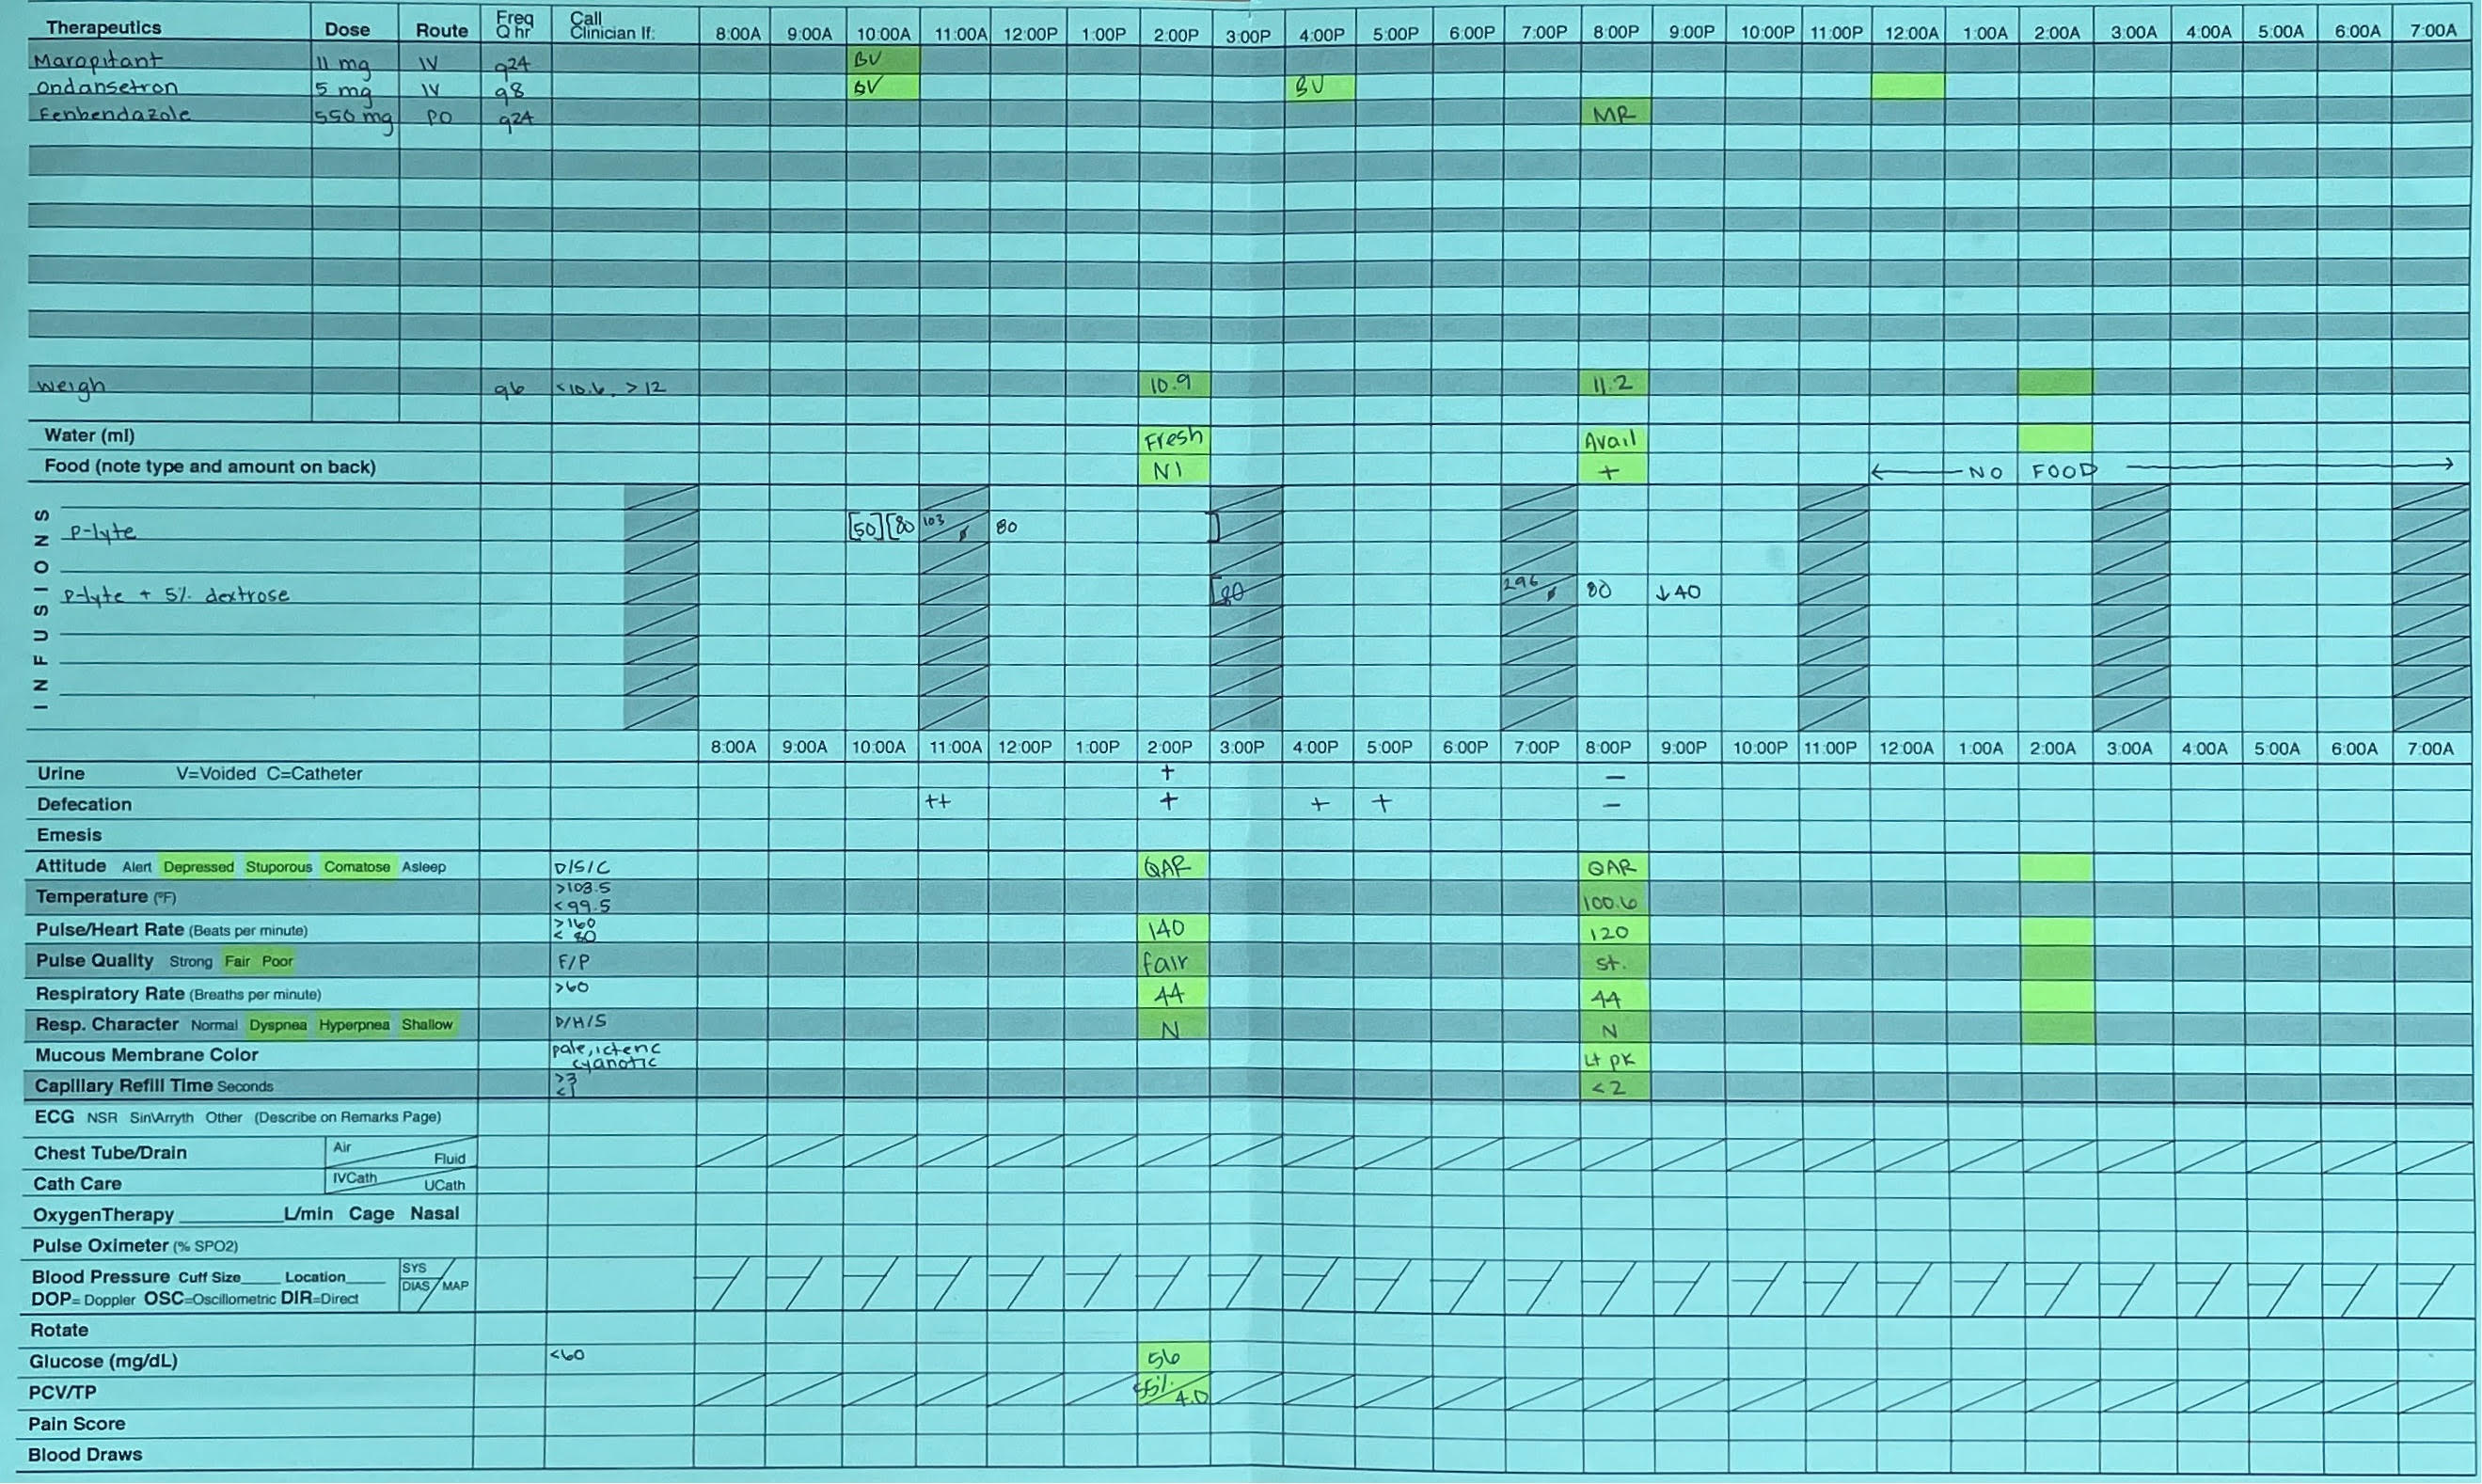 Therapeutics Dose Route Freq Q hr Call Clinician If: 8:00A 9:00A 10:00A 11:00A 12:00P 1:00P 2:00P 3:00P 4:00P 5:00P 6:00P 7:00P 8:00P 9:00P 10:00P 11:00P 12:00A 1:00A 2:00A 3:00A 4:00A 5:00A 6:00A 7:00A
Maropitant 11 mg IV q24 BV
Ondansetron 5 mg IV q8 BV BV
Fenbendazole 550 mg PO q24 MR
weigh q6 <10.6, >12 10.9 11.2
Water (ml) Fresh Avail
Food (note type and amount on back) NI + ← NO FOOD →
INFUSIONS
P-lyte [50] [80 103 / ø 80 ]
P-lyte + 5% dextrose [80 296 / ø 80 ↓40
8:00A 9:00A 10:00A 11:00A 12:00P 1:00P 2:00P 3:00P 4:00P 5:00P 6:00P 7:00P 8:00P 9:00P 10:00P 11:00P 12:00A 1:00A 2:00A 3:00A 4:00A 5:00A 6:00A 7:00A
Urine V=Voided C=Catheter + –
Defecation ++ + + + –
Emesis
Attitude Alert Depressed Stuporous Comatose Asleep D/S/C QAR QAR
Temperature (°F) >103.5 <99.5 100.6
Pulse/Heart Rate (Beats per minute) >160 < 80 140 120
Pulse Quality Strong Fair Poor F/P fair st.
Respiratory Rate (Breaths per minute) >60 44 44
Resp. Character Normal Dyspnea Hyperpnea Shallow D/H/S N N
Mucous Membrane Color pale, icteric cyanotic Lt pk
Capillary Refill Time Seconds >3 <1 <2
ECG NSR Sin\Arryth Other (Describe on Remarks Page)
Chest Tube/Drain Air Fluid
Cath Care IVCath UCath
OxygenTherapy L/min Cage Nasal
Pulse Oximeter (% SPO2)
Blood Pressure Cuff Size Location SYS
DOP= Doppler OSC=Oscillometric DIR=Direct DIAS MAP
Rotate
Glucose (mg/dL) <60 56
PCV/TP 4.0
Pain Score
Blood Draws